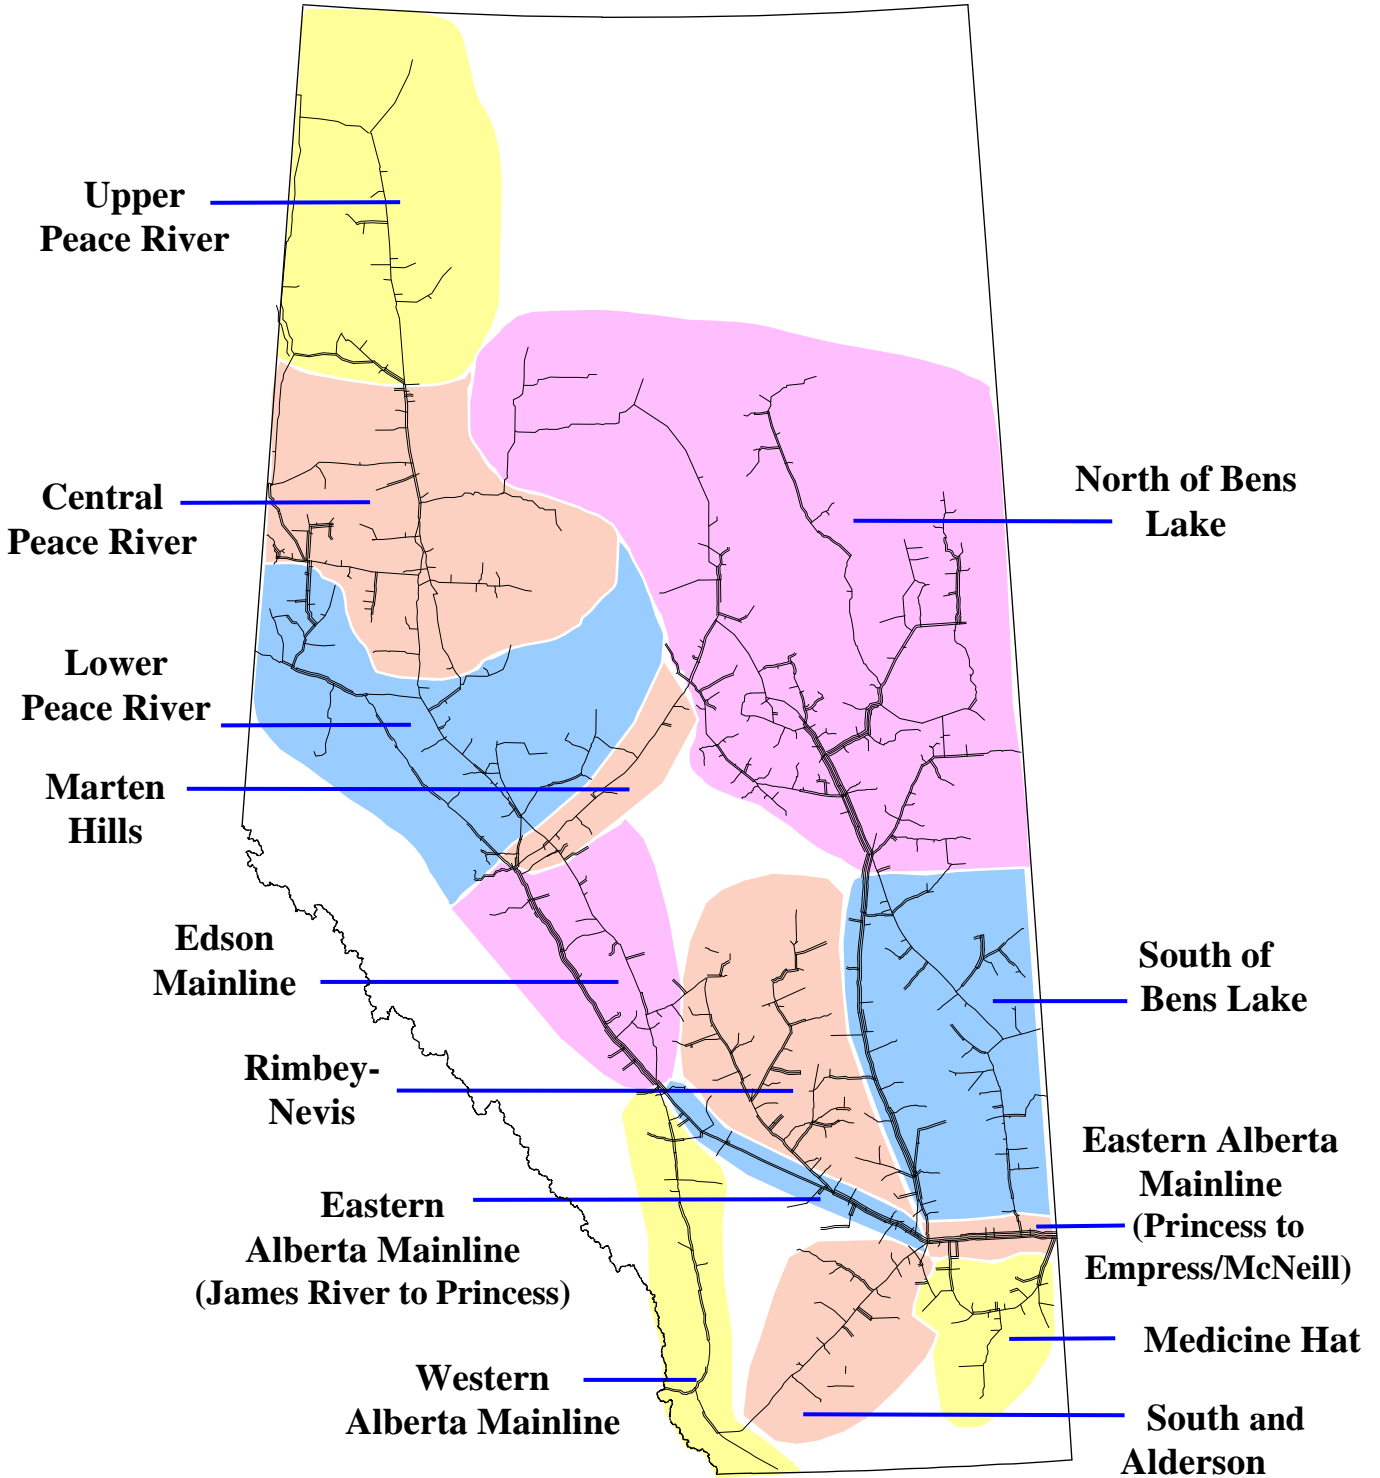 Upper
Peace River
Central
Peace River
North of Bens
Lake
Lower
Peace River
Marten
Hills
Edson
Mainline
South of
Bens Lake
Rimbey-
Nevis
Eastern Alberta
Mainline
(Princess to
Empress/McNeill)
Eastern
Alberta Mainline
(James River to Princess)
Medicine Hat
Western
Alberta Mainline
South and
Alderson